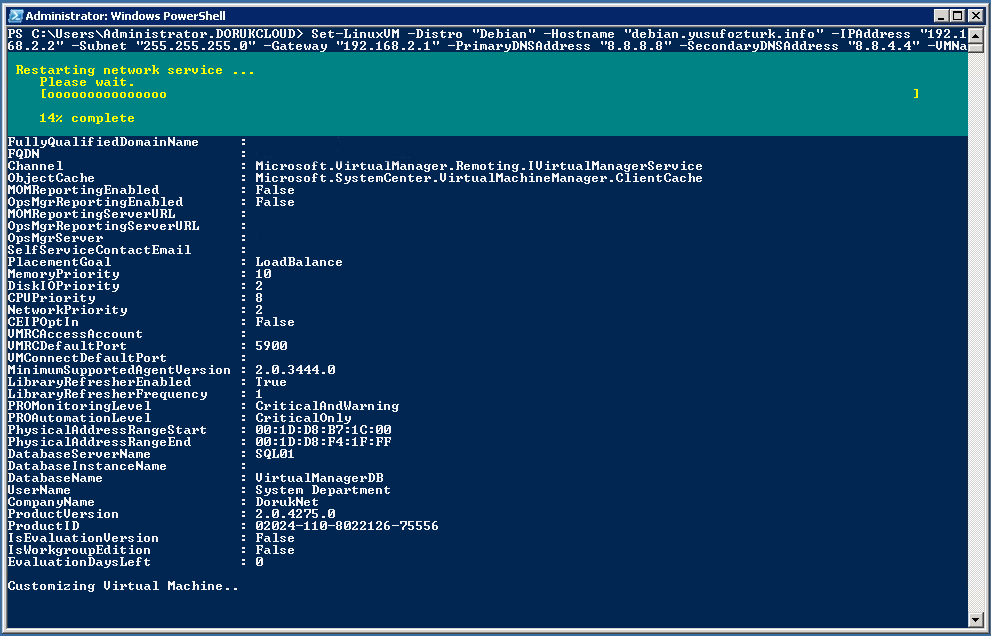 Administrator: Windows PowerShell
PS C:\Users\Administrator.DORUKCLOUD> Set-LinuxVM -Distro "Debian" -Hostname "debian.yusufozturk.info" -IPAddress "192.1
68.2.2" -Subnet "255.255.255.0" -Gateway "192.168.2.1" -PrimaryDNSAddress "8.8.8.8" -SecondaryDNSAddress "8.8.4.4" -VMNa
Restarting network service ...
Please wait.
[ooooooooooooooo ]
14% complete
FullyQualifiedDomainName :
FQDN :
Channel : Microsoft.VirtualManager.Remoting.IVirtualManagerService
ObjectCache : Microsoft.SystemCenter.VirtualMachineManager.ClientCache
MOMReportingEnabled : False
OpsMgrReportingEnabled : False
MOMReportingServerURL :
OpsMgrReportingServerURL :
OpsMgrServer :
SelfServiceContactEmail :
PlacementGoal : LoadBalance
MemoryPriority : 10
DiskIOPriority : 2
CPUPriority : 8
NetworkPriority : 2
CEIPOptIn : False
VMRCAccessAccount :
VMRCDefaultPort : 5900
VMConnectDefaultPort :
MinimumSupportedAgentVersion : 2.0.3444.0
LibraryRefresherEnabled : True
LibraryRefresherFrequency : 1
PROMonitoringLevel : CriticalAndWarning
PROAutomationLevel : CriticalOnly
PhysicalAddressRangeStart : 00:1D:D8:B7:1C:00
PhysicalAddressRangeEnd : 00:1D:D8:F4:1F:FF
DatabaseServerName : SQL01
DatabaseInstanceName :
DatabaseName : VirtualManagerDB
UserName : System Department
CompanyName : DorukNet
ProductVersion : 2.0.4275.0
ProductID : 02024-110-8022126-75556
IsEvaluationVersion : False
IsWorkgroupEdition : False
EvaluationDaysLeft : 0
Customizing Virtual Machine..